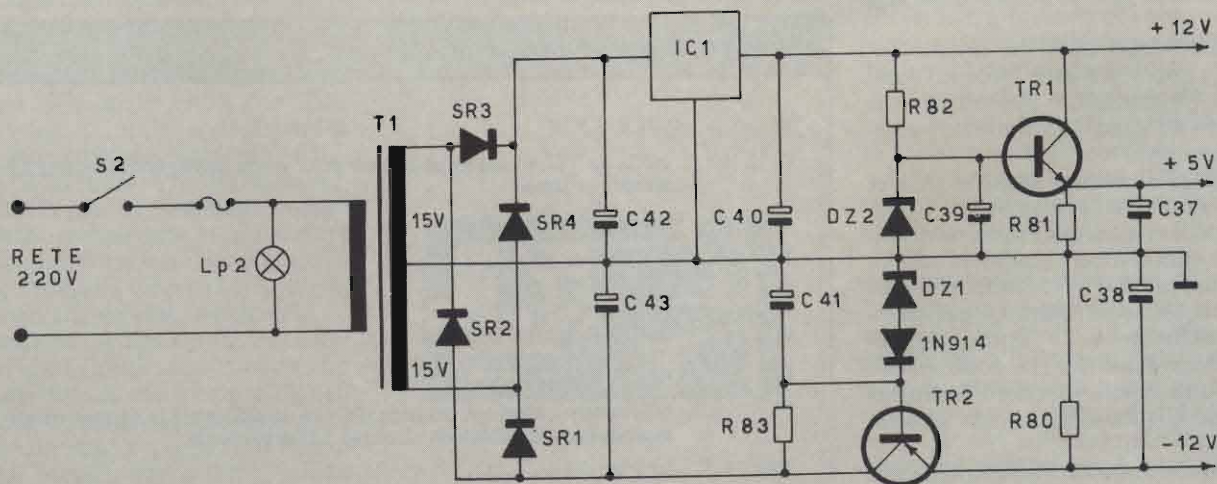 +12V
IC1
TR1
R82
SR3
T1
S2
+5V
15V
SR4
C42
C40
DZ2
C39
R81
C37
RETE
220V
Lp2
C43
C41
DZ1
C38
SR2
1N914
15V
TR2
R83
R80
SR1
-12V